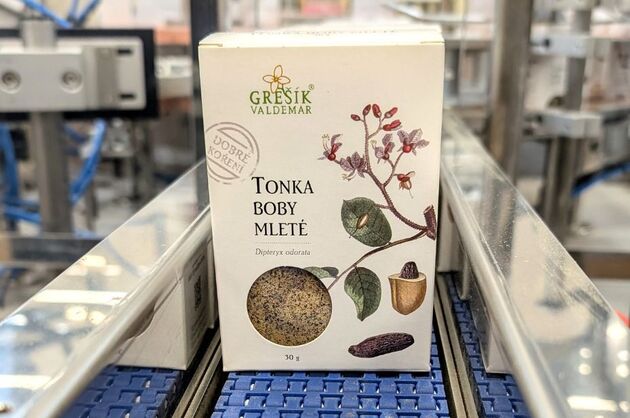 GREŠÍK®
VALDEMAR
DOBRÉ
KOŘENÍ
TONKA
BOBY
MLETÉ
Dipteryx odorata
30 g